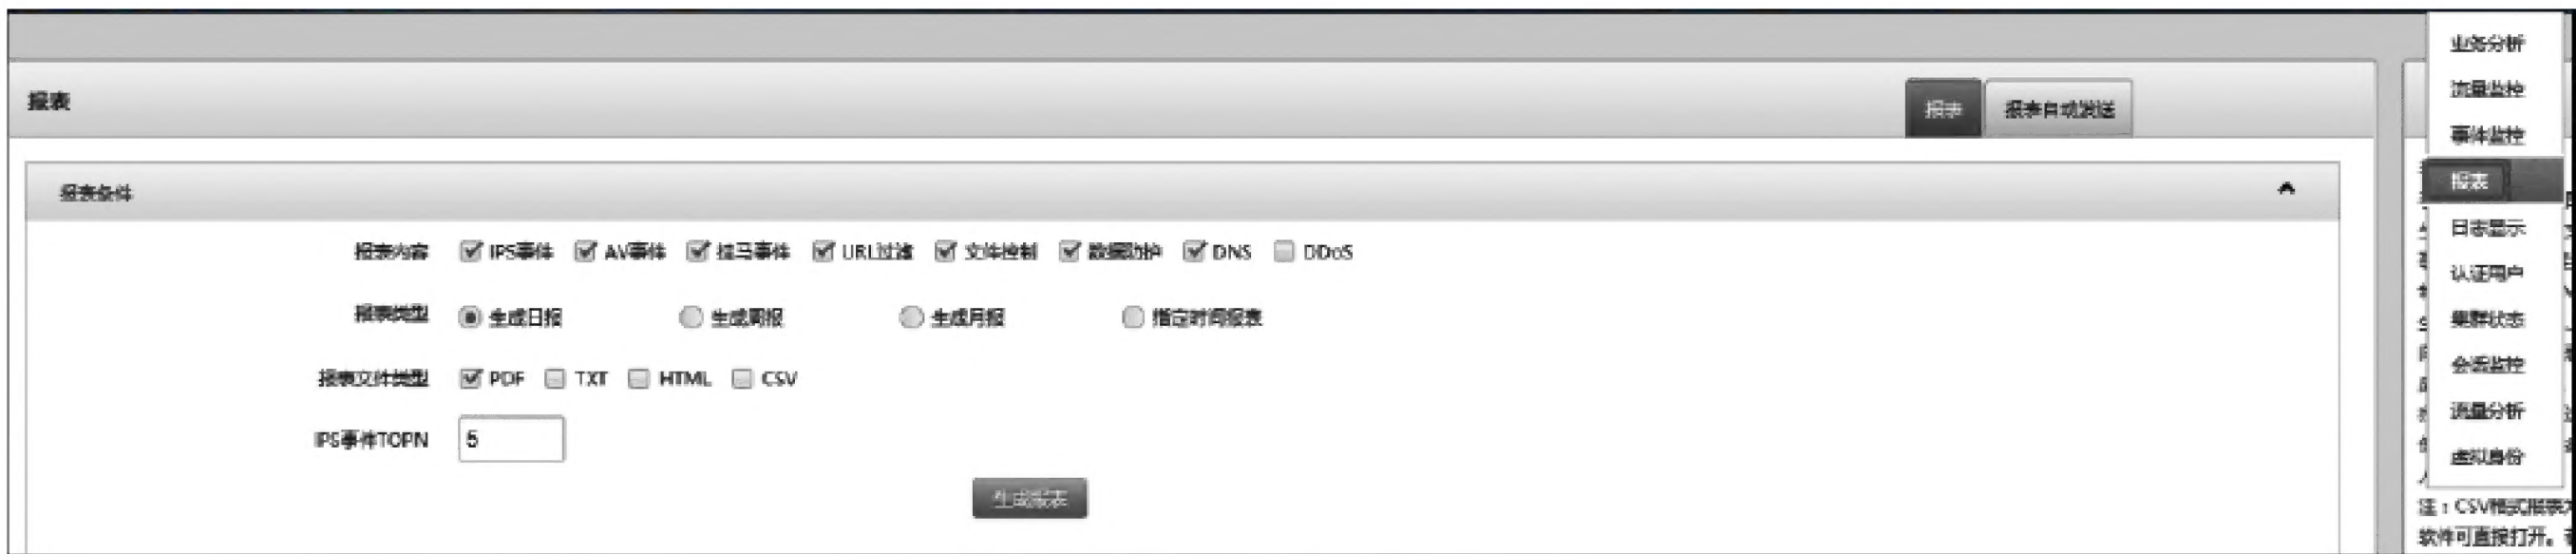 报表
报表 报表自动发送
报表条件
报表内容 IPS事件 AV事件 挂马事件 URL过滤 文件控制 数据防护 DNS DDoS
报表类型 生成日报 生成周报 生成月报 指定时间报表
报表文件类型 PDF TXT HTML CSV
IPS事件TOPN 5
生成报表
业务分析
流量监控
事件监控
报表
日志显示
认证用户
集群状态
会话监控
流量分析
虚拟身份
注：CSV格式报表
软件可直接打开。